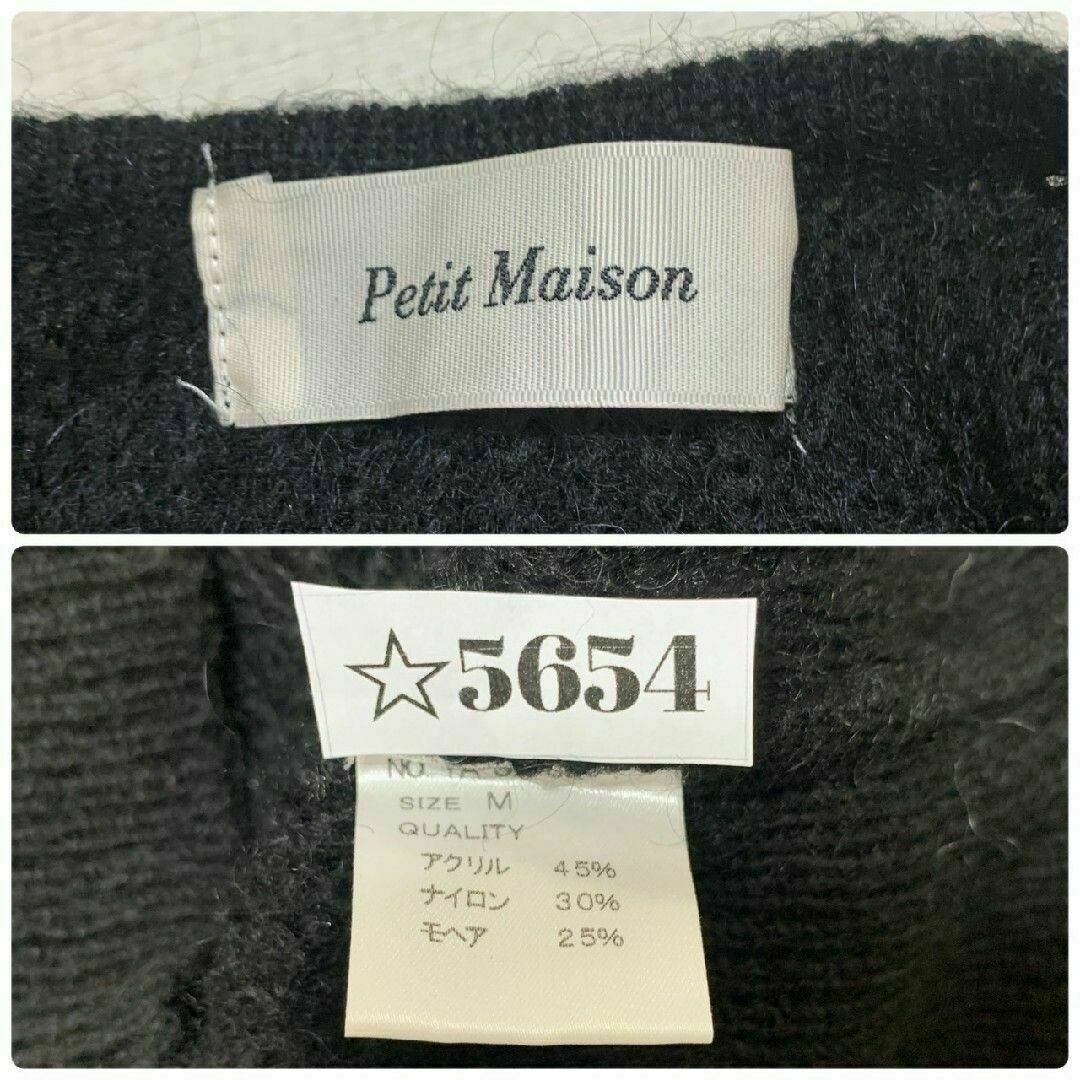 Petit Maison
☆5654
NO
SIZE M
QUALITY
アクリル 45%
ナイロン 30%
モヘア 25%